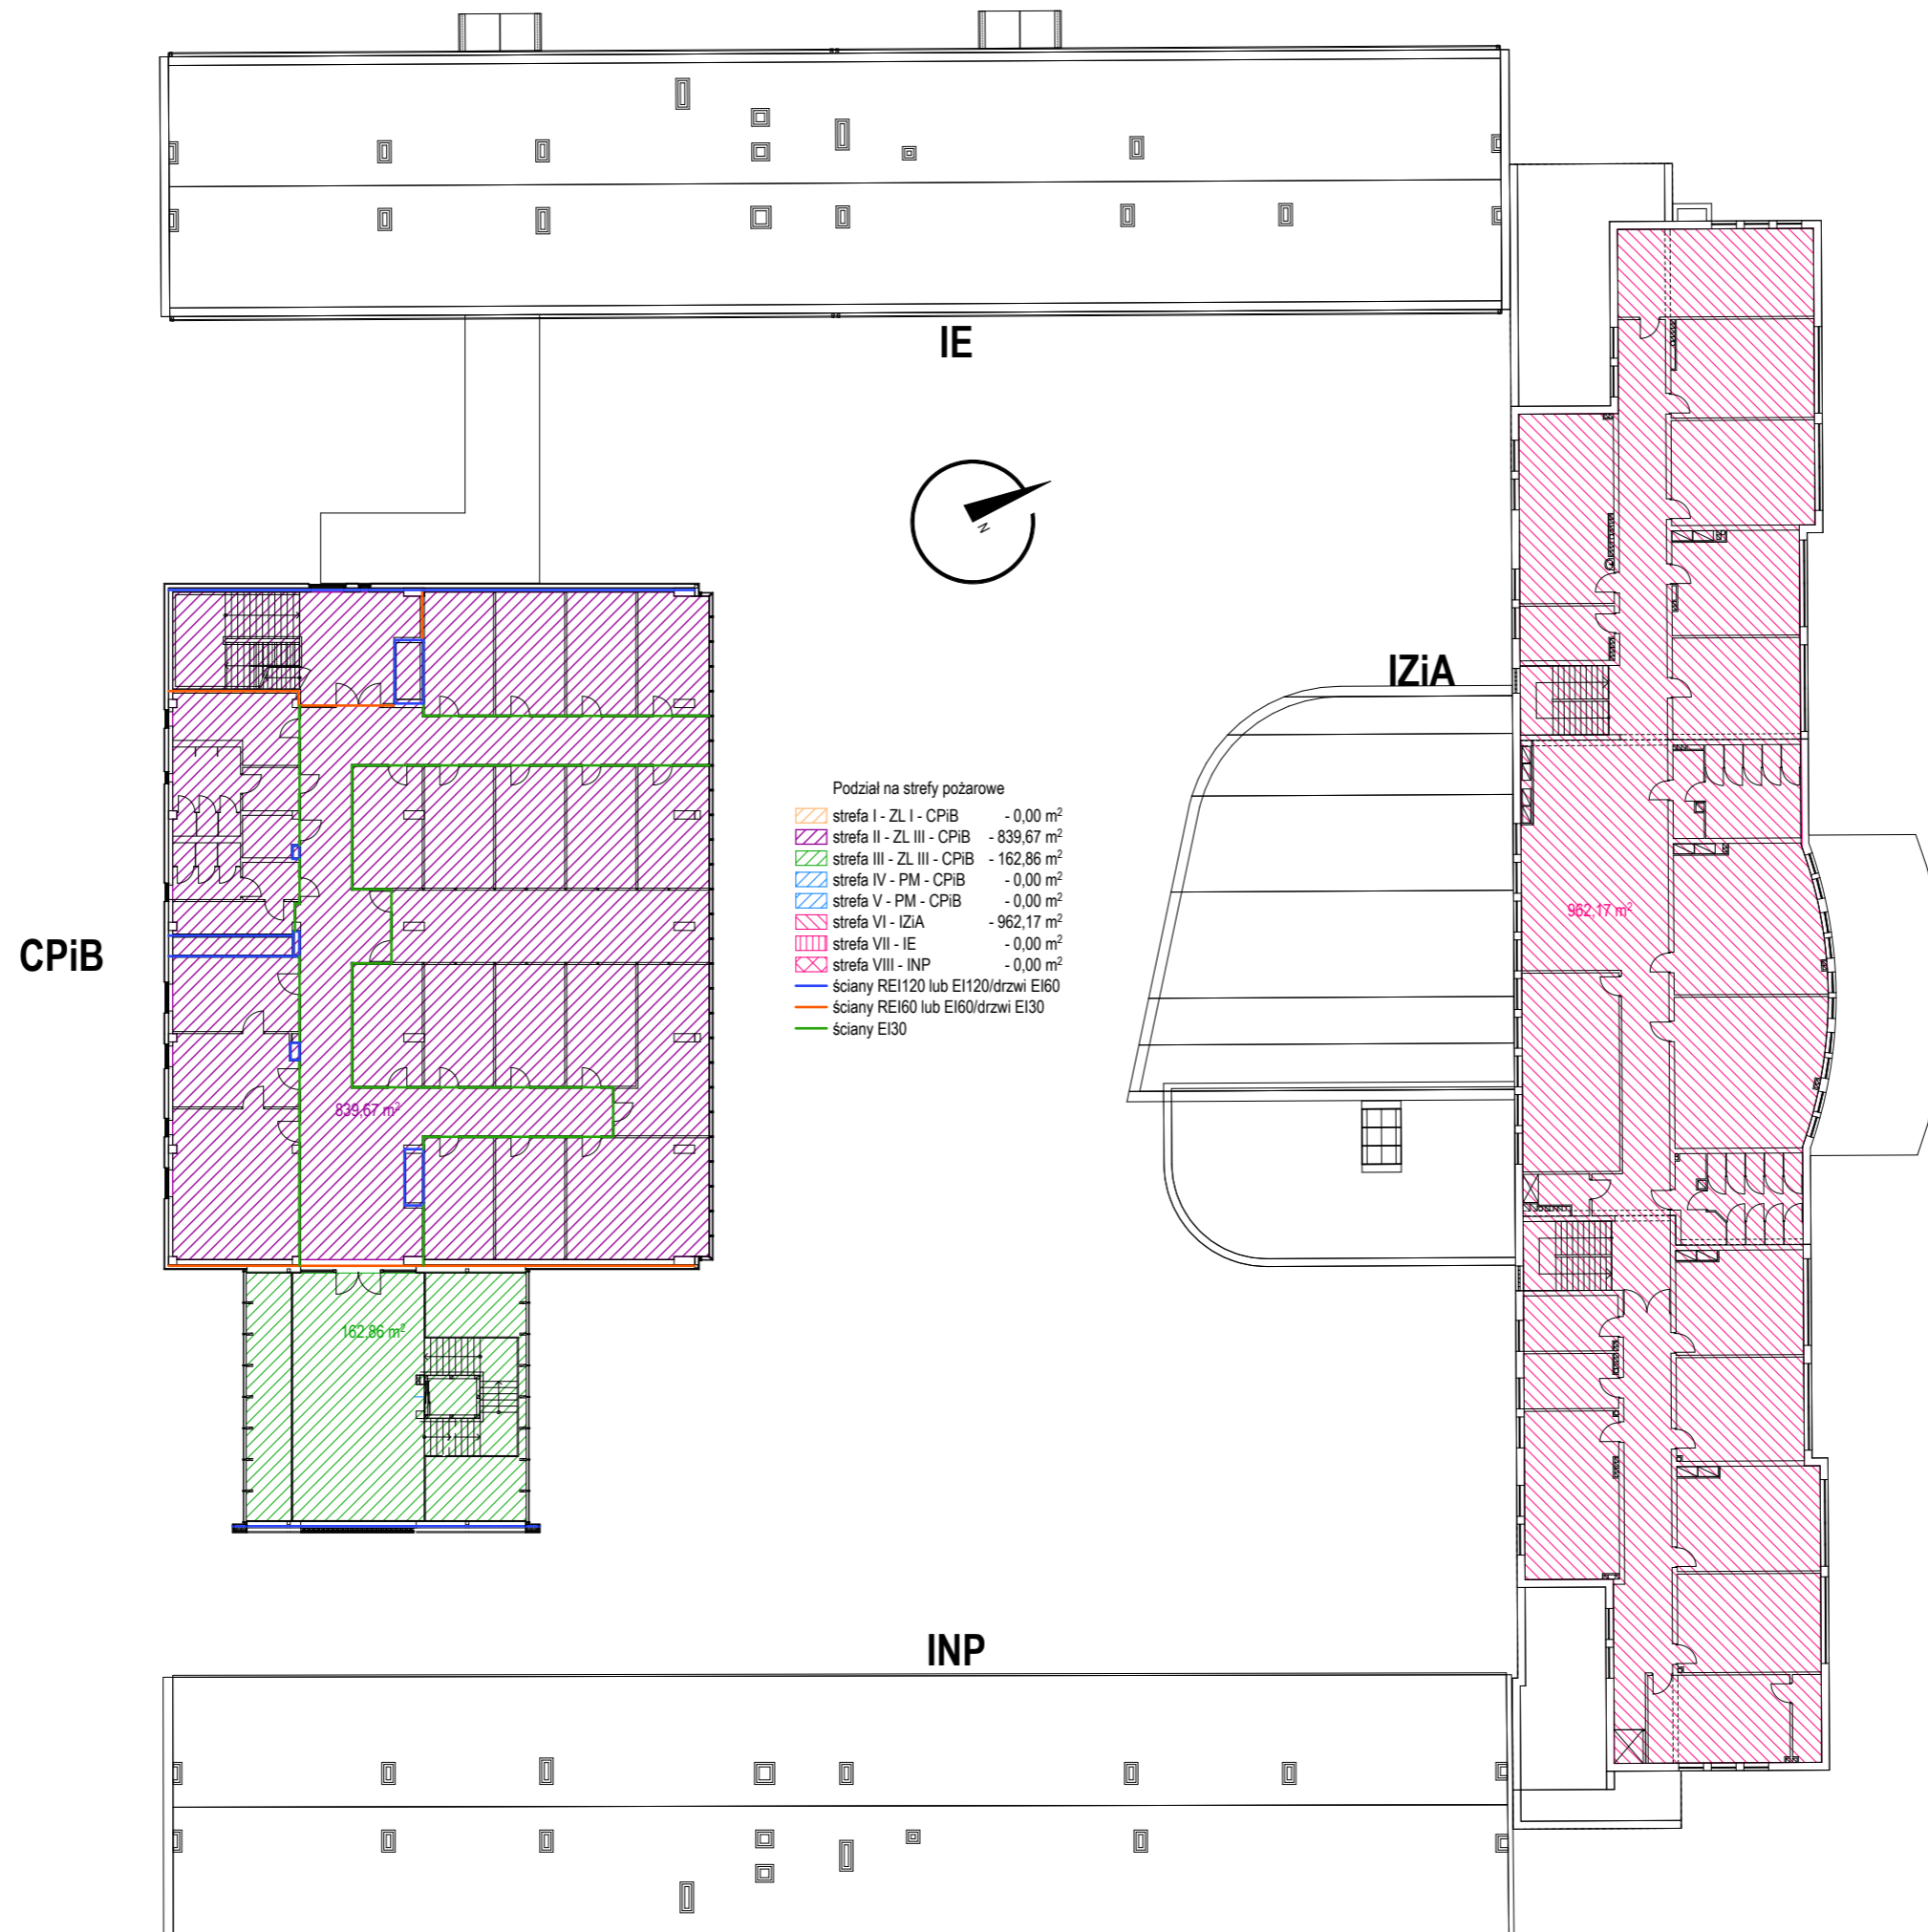 IE
N
IZiA
Podział na strefy pożarowe
strefa I - ZL I - CPiB - 0,00 m²
strefa II - ZL III - CPiB - 839,67 m²
strefa III - ZL III - CPiB - 162,86 m²
strefa IV - PM - CPiB - 0,00 m²
strefa V - PM - CPiB - 0,00 m²
strefa VI - IZiA - 962,17 m²
strefa VII - IE - 0,00 m²
strefa VIII - INP - 0,00 m²
ściany REI120 lub EI120/drzwi EI60
ściany REI60 lub EI60/drzwi EI30
ściany EI30
962,17 m²
CPiB
839,67 m²
162,86 m²
INP